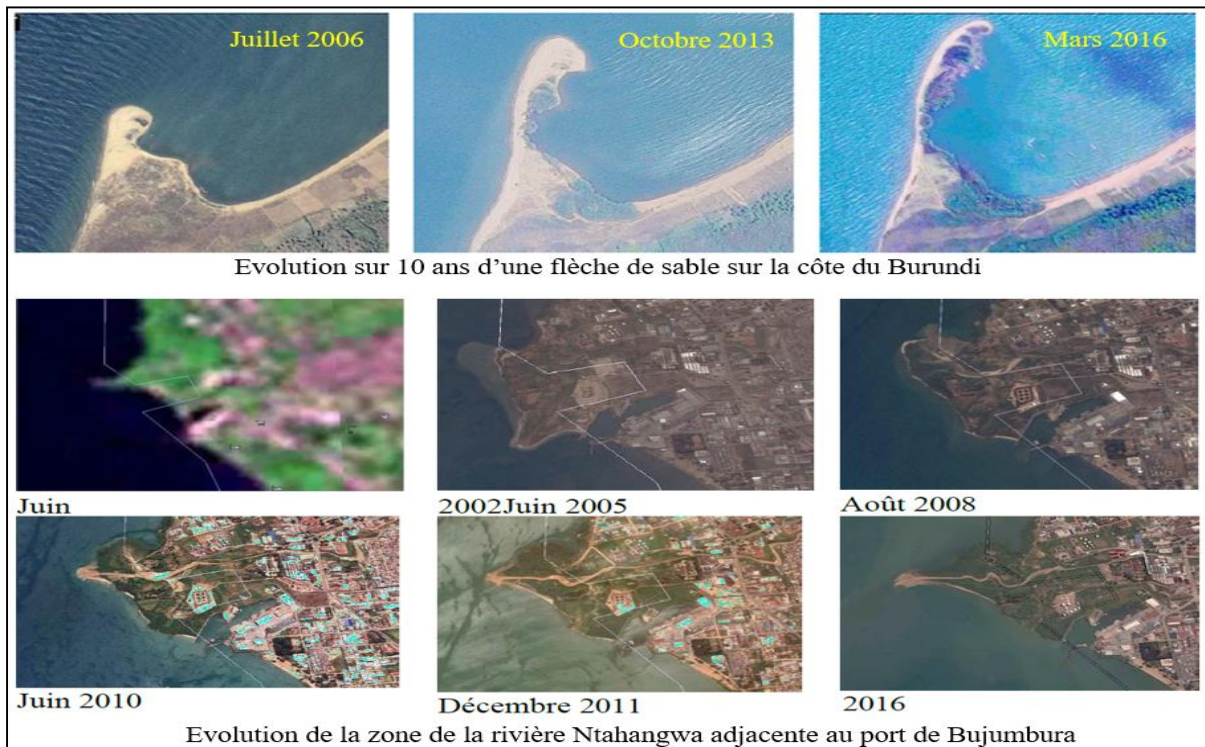 Juillet 2006
Octobre 2013
Mars 2016
Evolution sur 10 ans d'une flèche de sable sur la côte du Burundi
Juin
2002Juin 2005
Août 2008
Juin 2010
Décembre 2011
2016
Evolution de la zone de la rivière Ntahangwa adjacente au port de Bujumbura